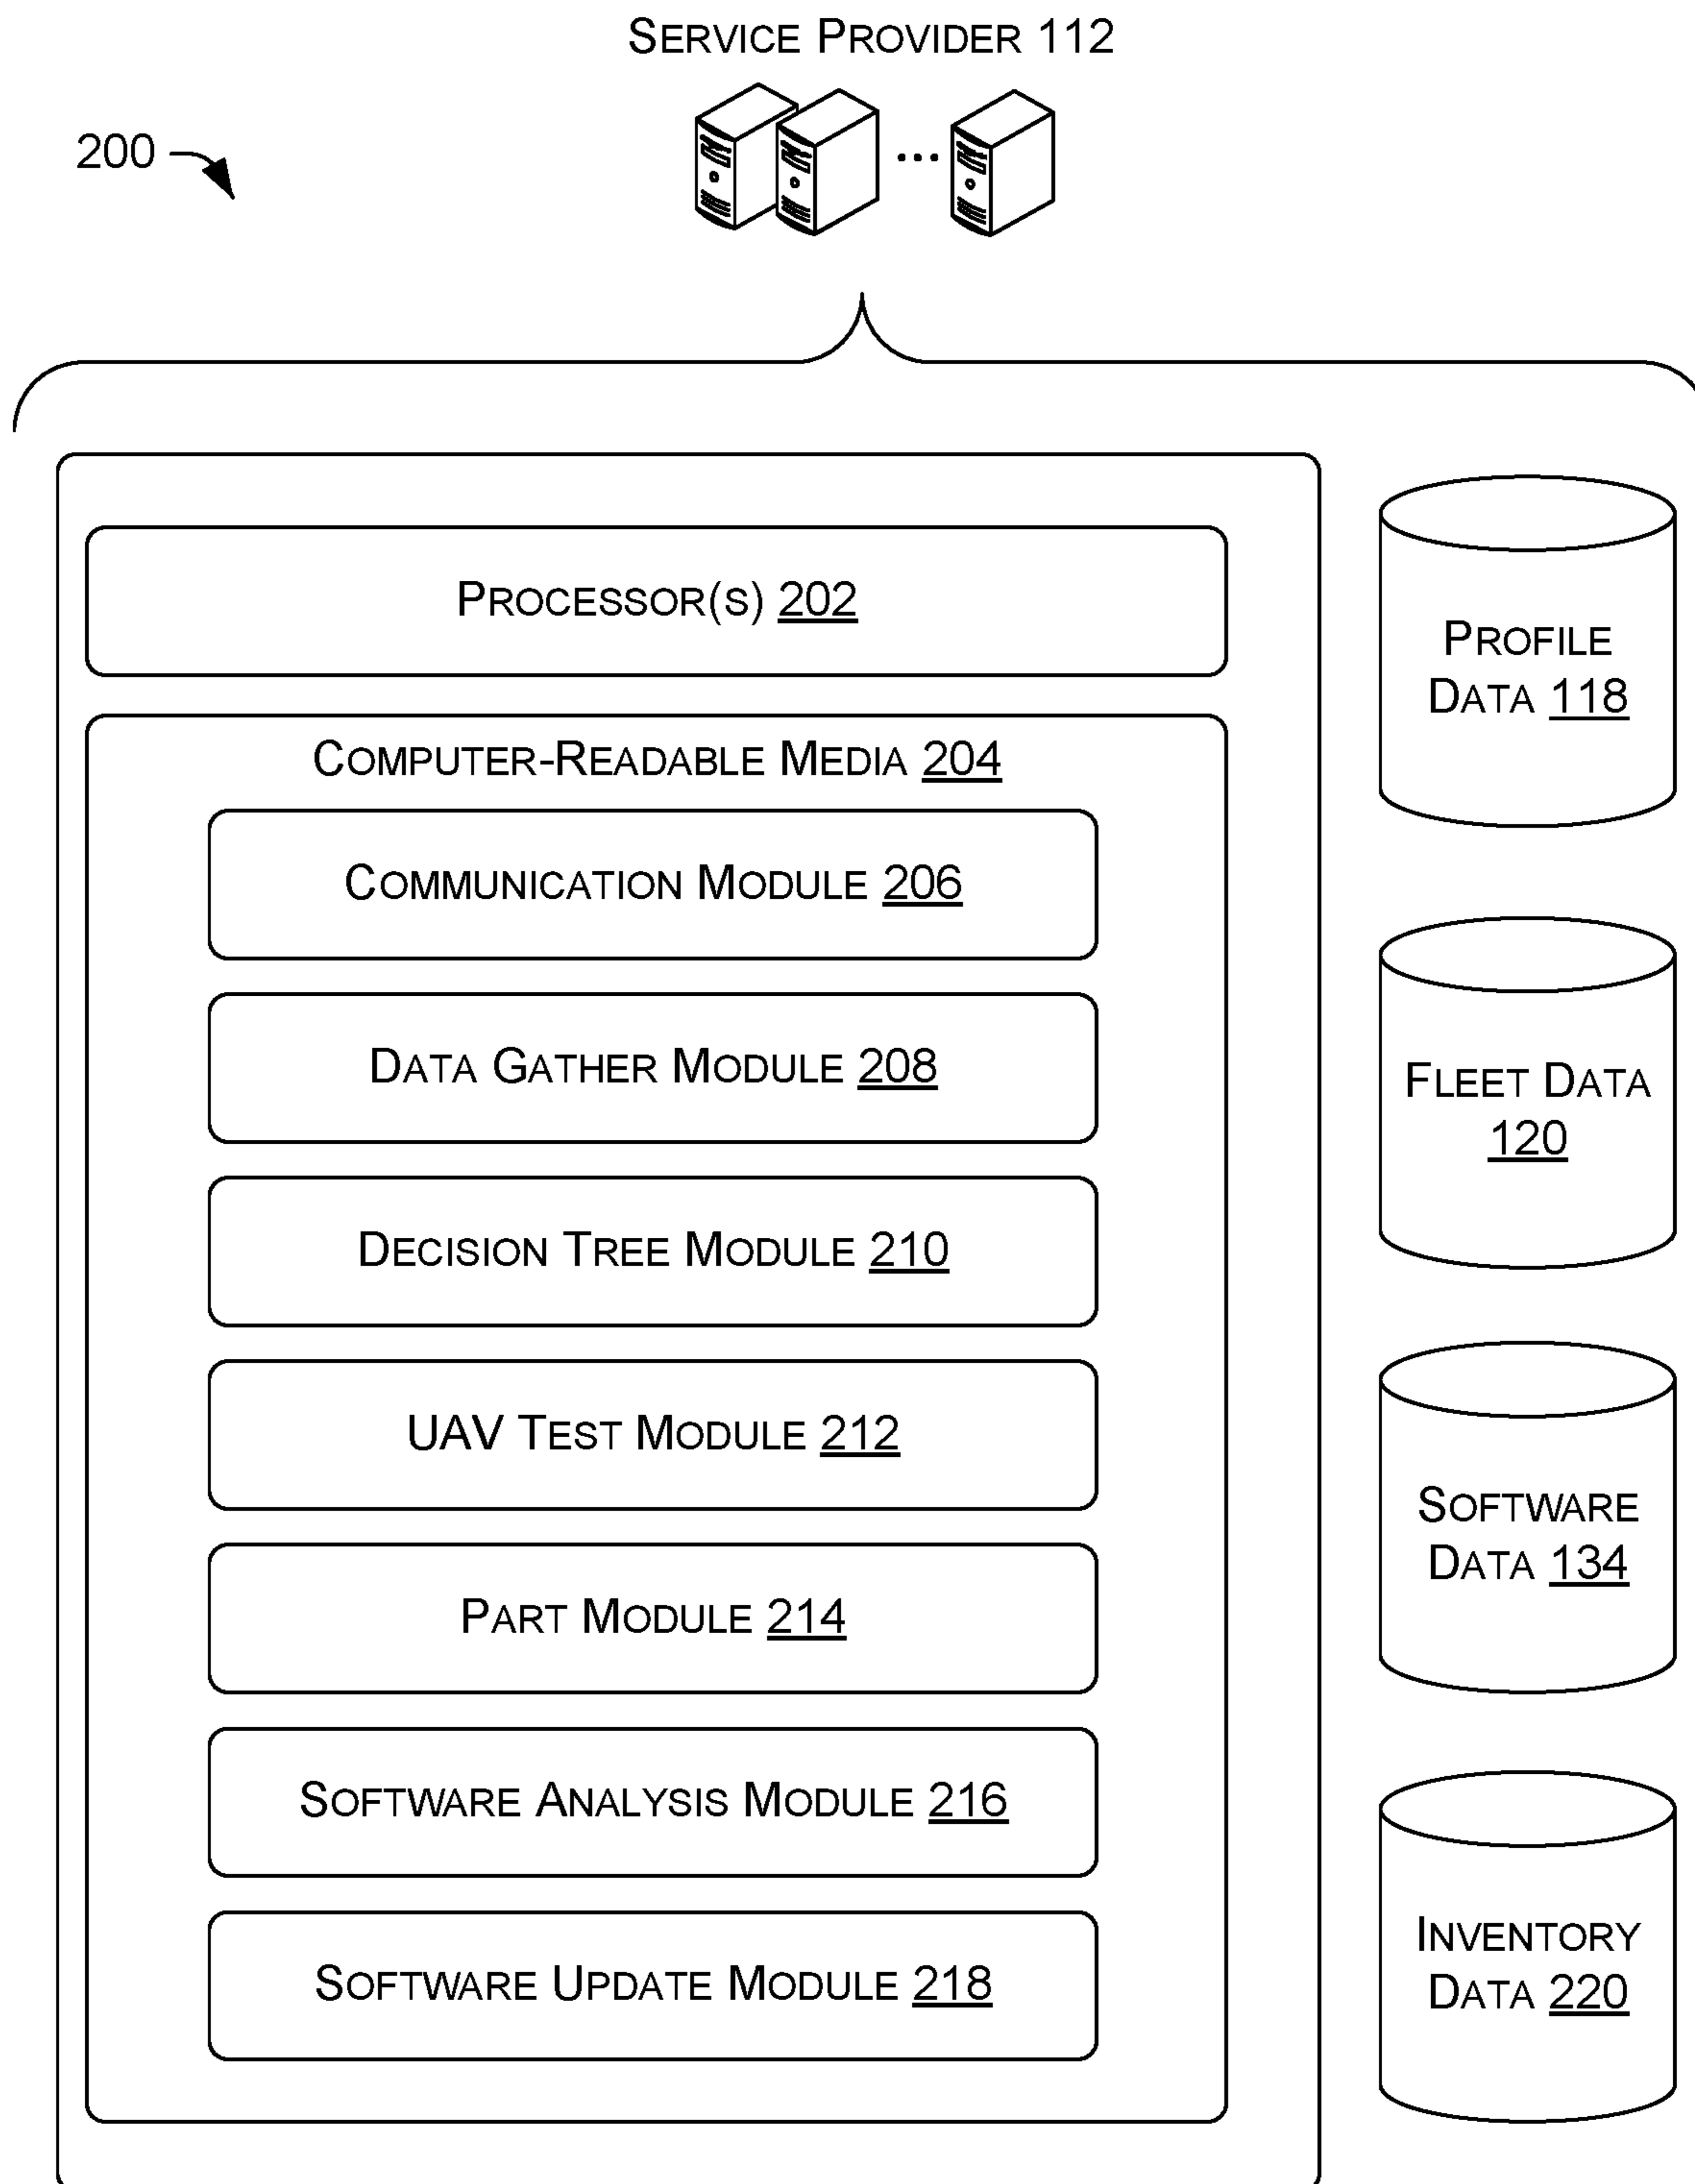 SERVICE PROVIDER 112
200
...
PROCESSOR(S) 202
COMPUTER-READABLE MEDIA 204
COMMUNICATION MODULE 206
DATA GATHER MODULE 208
DECISION TREE MODULE 210
UAV TEST MODULE 212
PART MODULE 214
SOFTWARE ANALYSIS MODULE 216
SOFTWARE UPDATE MODULE 218
PROFILE
DATA 118
FLEET DATA
120
SOFTWARE
DATA 134
INVENTORY
DATA 220